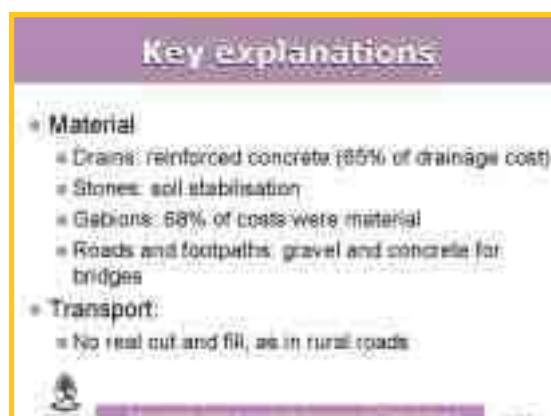 Key explanations
Material
Drains: reinforced concrete (65% of drainage cost)
Stones: soil stabilisation
Gabions: 68% of costs were material
Roads and footpaths: gravel and concrete for
bridges
Transport:
No real cut and fill, as in rural roads